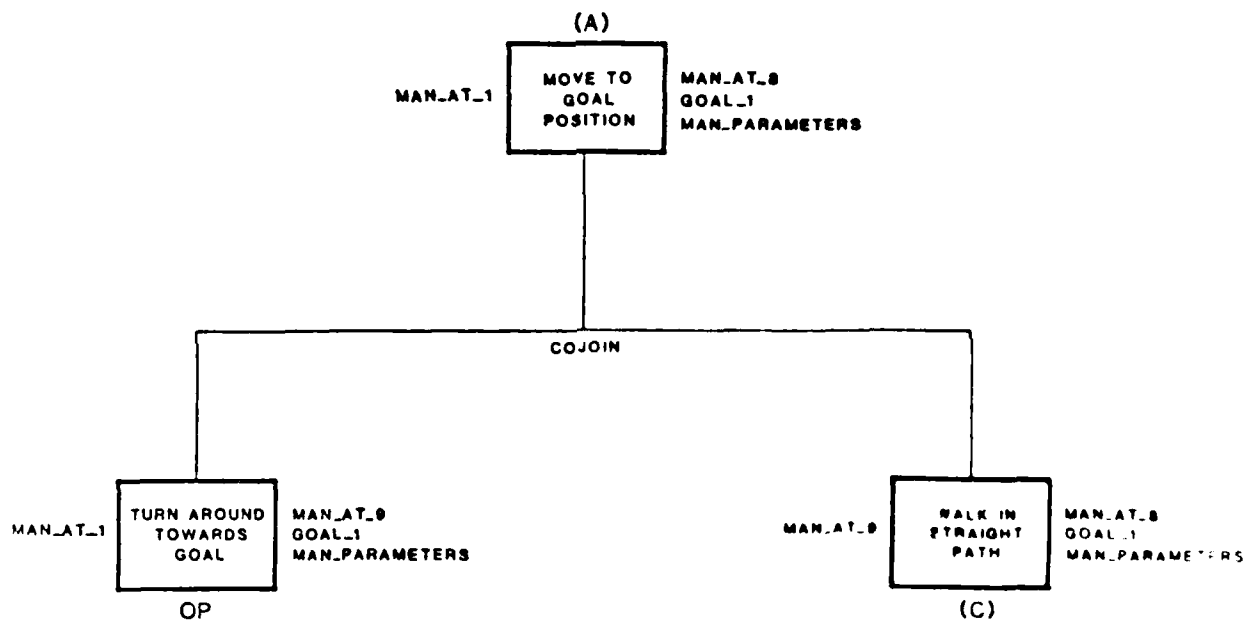 (A)
MAN_AT_1
MOVE TO
GOAL
POSITION
MAN_AT_8
GOAL_1
MAN_PARAMETERS
COJOIN
MAN_AT_1
TURN AROUND
TOWARDS
GOAL
MAN_AT_9
GOAL_1
MAN_PARAMETERS
OP
MAN_AT_9
WALK IN
STRAIGHT
PATH
MAN_AT_8
GOAL_1
MAN_PARAMETERS
(C)